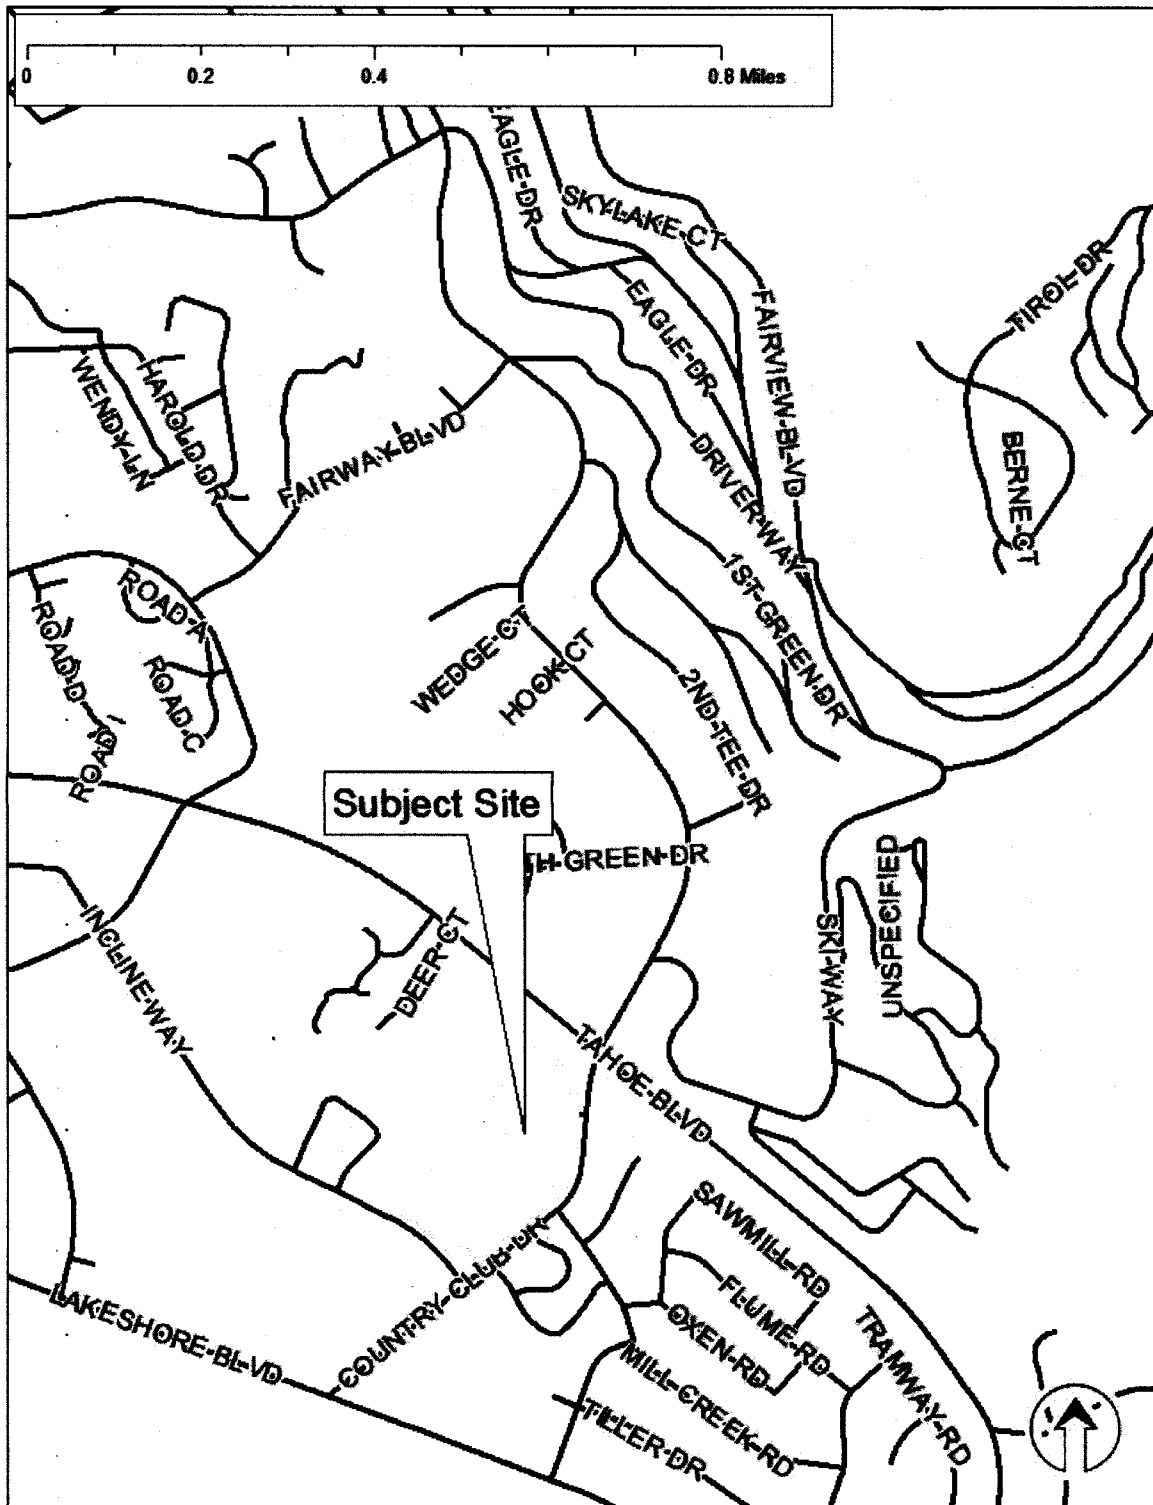 0 0.2 0.4 0.8 Miles
EAGLE DR
SKYLAKE CT
TIROL DR
EAGLE DR
FAIRVIEW BLVD
WENDY LN
HAROLD DR
FAIRWAY BLVD
DRIVER WAY
BERNE CT
1ST GREEN DR
ROAD A
ROAD D
ROAD C
ROAD
WEDGE CT
HOOK CT
2ND TEE DR
Subject Site
TH GREEN DR
UNSPECIFIED
SKI WAY
INCLINE WAY
DEER CT
TAHOE BLVD
SAWMILL RD
FLUME RD
OXEN RD
COUNTRY CLUB DR
LAKESHORE BLVD
MILL CREEK RD
TRAMWAY RD
TILLER DR